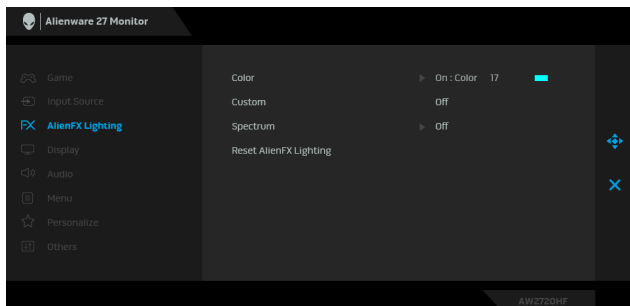 Alienware 27 Monitor
Game
Color On : Color 17
Input Source
Custom Off
FX AlienFX Lighting
Spectrum Off
Display
Reset AlienFX Lighting
Audio
Menu
Personalize
Others
AW2720HF